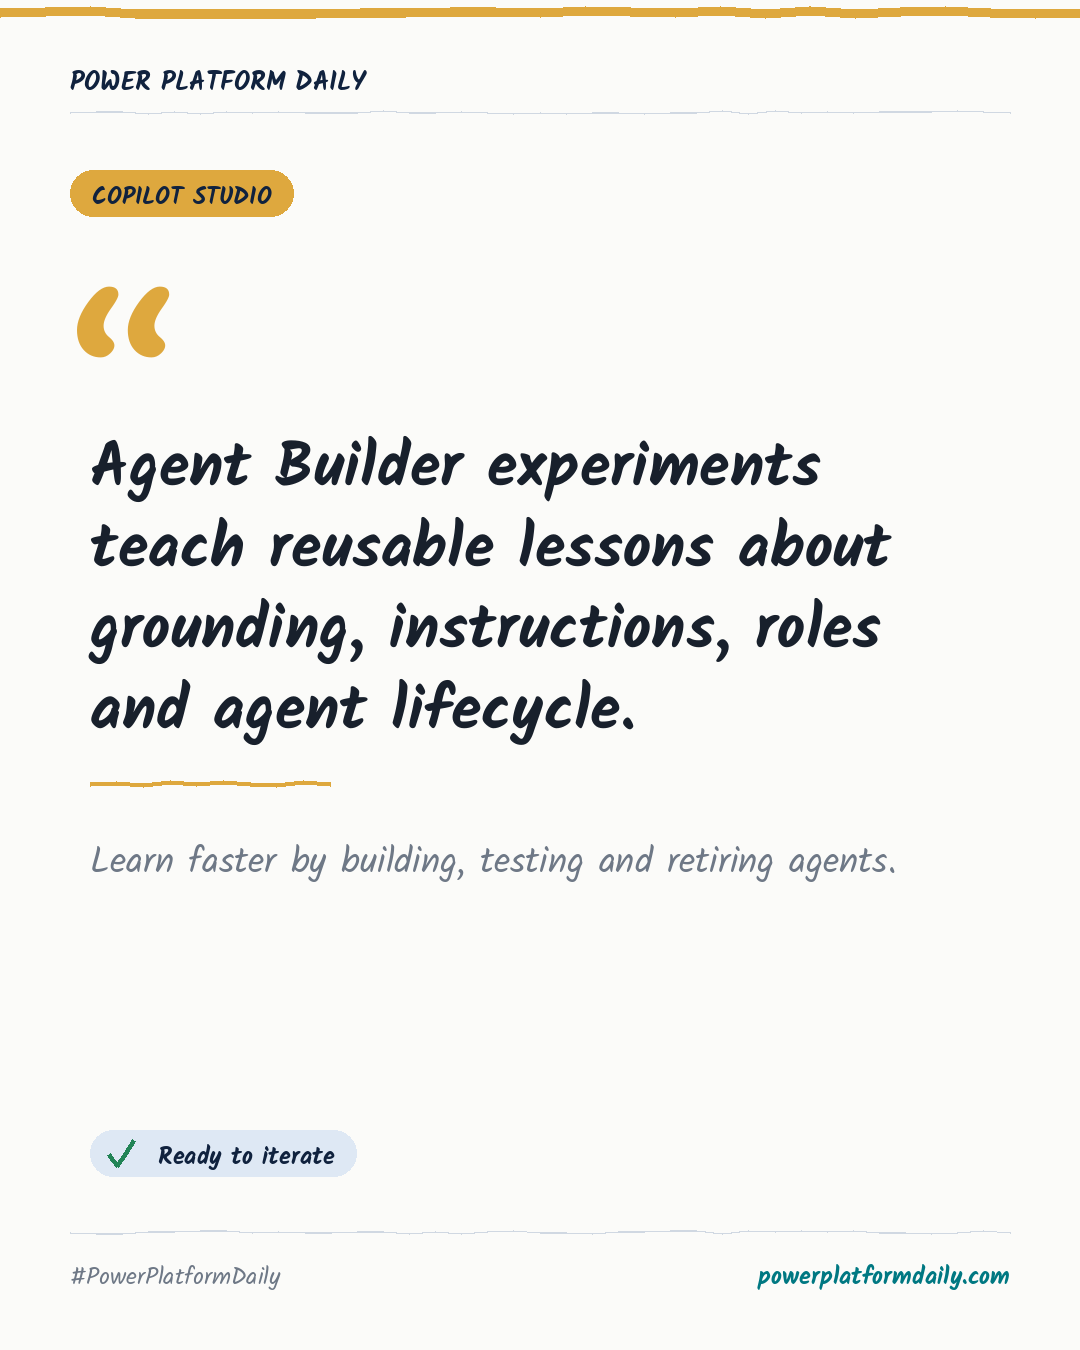 POWER PLATFORM DAILY
COPILOT STUDIO
“
Agent Builder experiments
teach reusable lessons about
grounding, instructions, roles
and agent lifecycle.
Learn faster by building, testing and retiring agents.
✓ Ready to iterate
#PowerPlatformDaily
powerplatformdaily.com